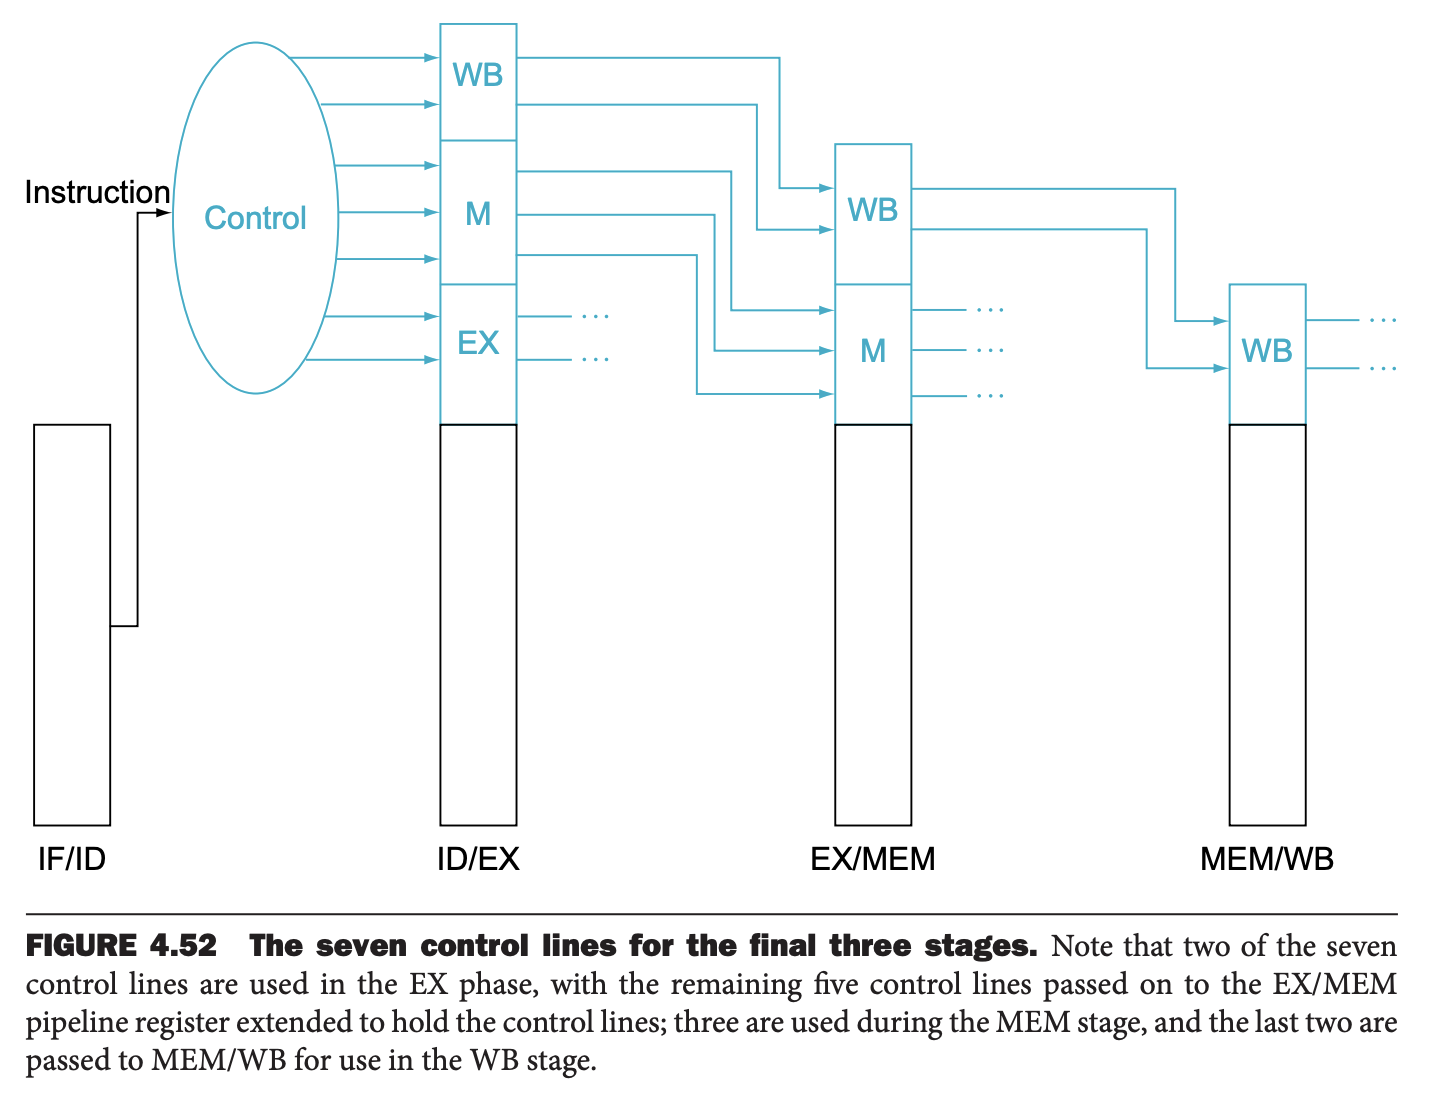 WB
Instruction
Control
M
EX
...
...
WB
M
...
...
...
WB
...
...
IF/ID
ID/EX
EX/MEM
MEM/WB
FIGURE 4.52 The seven control lines for the final three stages. Note that two of the seven
control lines are used in the EX phase, with the remaining five control lines passed on to the EX/MEM
pipeline register extended to hold the control lines; three are used during the MEM stage, and the last two are
passed to MEM/WB for use in the WB stage.